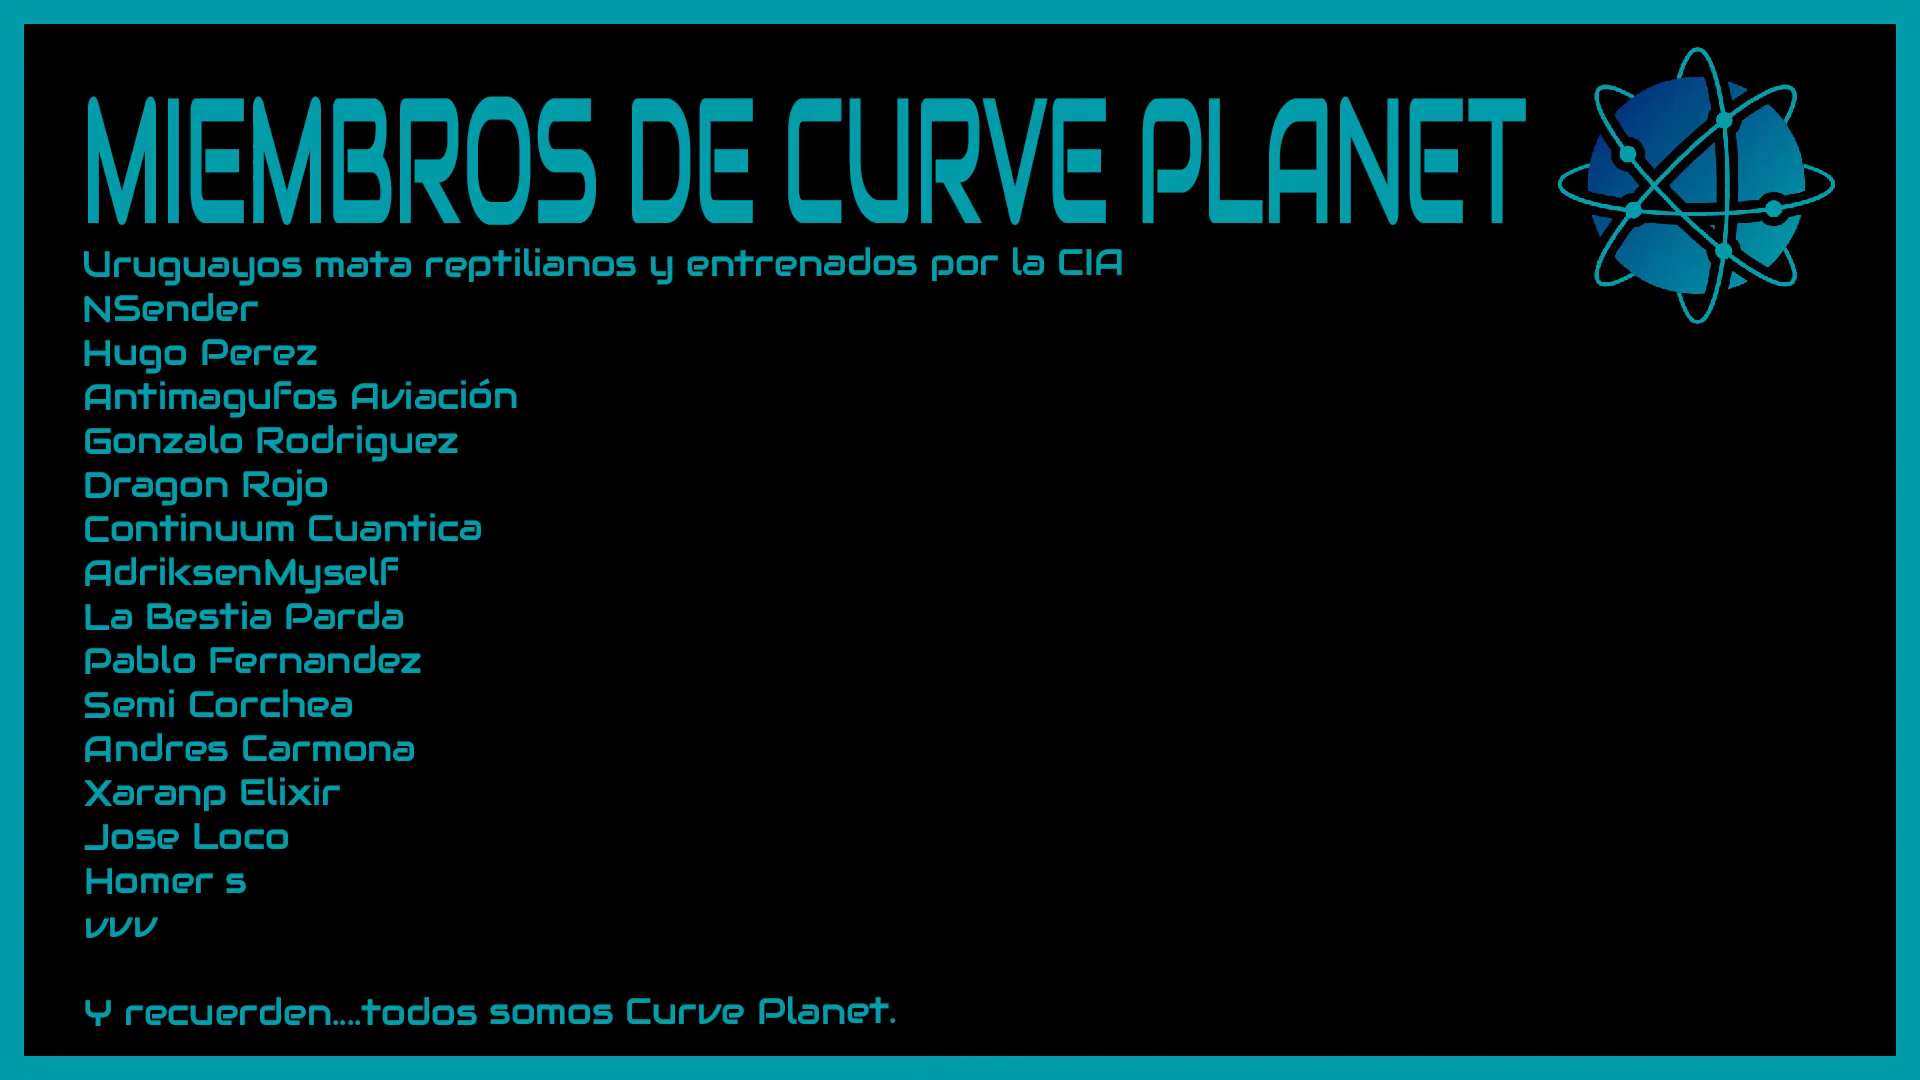 MIEMBROS DE CURVE PLANET
Uruguayos mata reptilianos y entrenados por la CIA
NSender
Hugo Perez
Antimagufos Aviación
Gonzalo Rodriguez
Dragon Rojo
Continuum Cuantica
AdriksenMyself
La Bestia Parda
Pablo Fernandez
Semi Corchea
Andres Carmona
Xaranp Elixir
Jose Loco
Homer s
vvv
Y recuerden....todos somos Curve Planet.